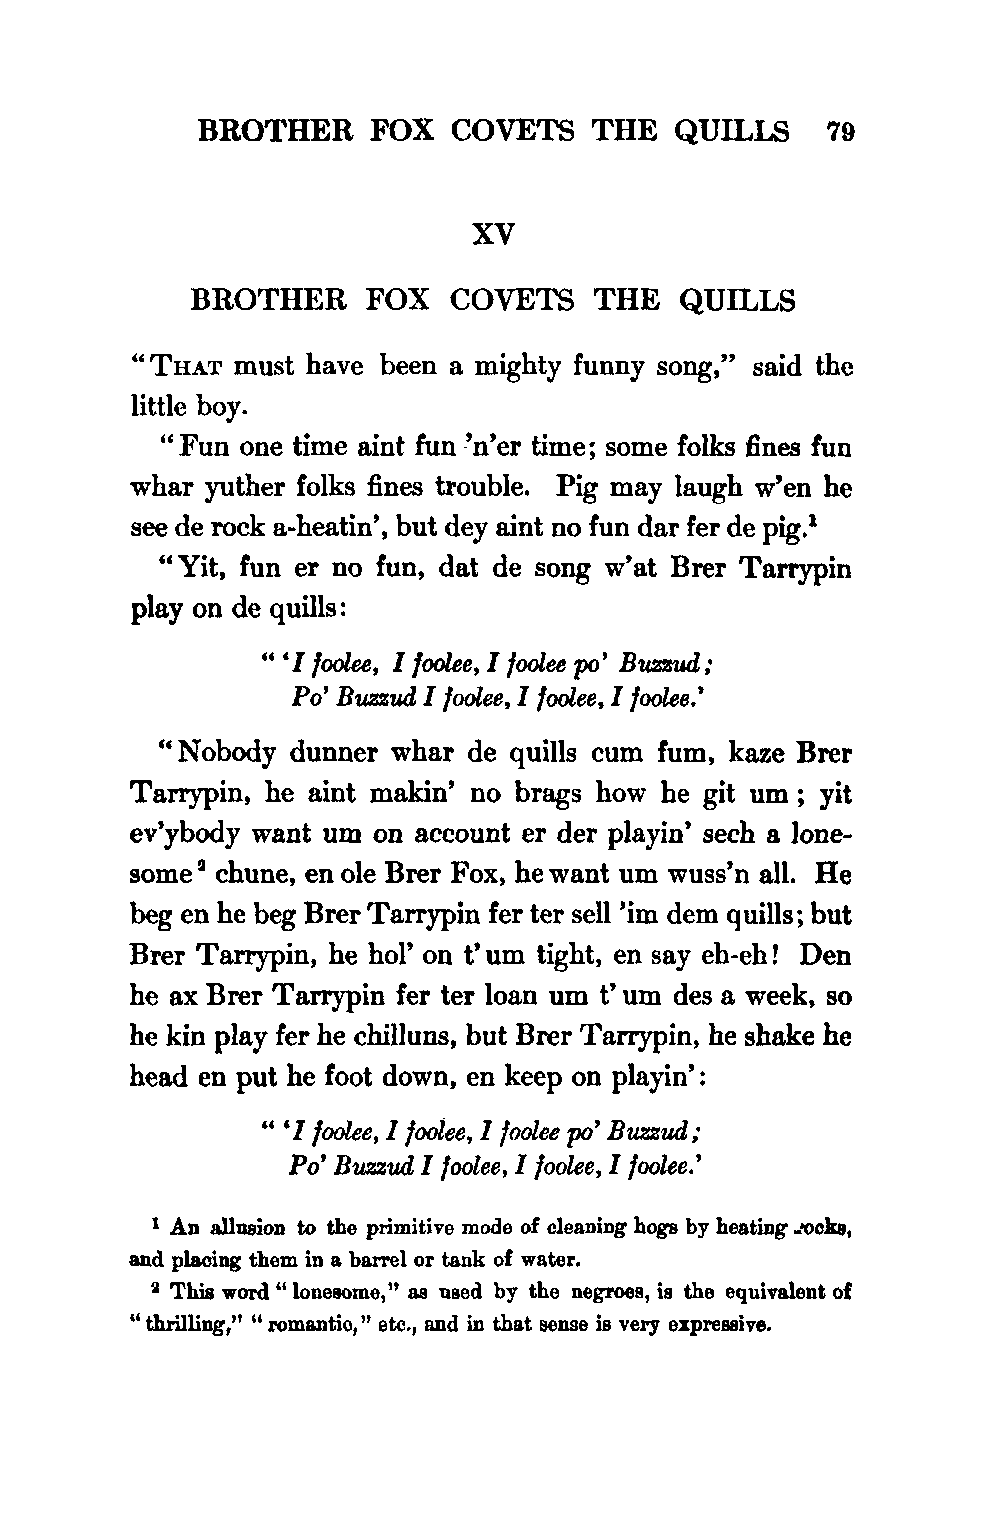 BROTHER FOX COVETS THE QUILLS 79
XV
BROTHER FOX COVETS THE QUILLS
"THAT must have been a mighty funny song," said the
little boy.
"Fun one time aint fun 'n'er time; some folks fines fun
whar yuther folks fines trouble. Pig may laugh w'en he
see de rock a-heatin', but dey aint no fun dar fer de pig.¹
"Yit, fun er no fun, dat de song w'at Brer Tarrypin
play on de quills:
"'I foolee, I foolee, I foolee po' Buzzud;
Po' Buzzud I foolee, I foolee, I foolee.'
"Nobody dunner whar de quills cum fum, kaze Brer
Tarrypin, he aint makin' no brags how he git um; yit
ev'ybody want um on account er der playin' sech a lone-
some² chune, en ole Brer Fox, he want um wuss'n all. He
beg en he beg Brer Tarrypin fer ter sell 'im dem quills; but
Brer Tarrypin, he hol' on t' um tight, en say eh-eh! Den
he ax Brer Tarrypin fer ter loan um t' um des a week, so
he kin play fer he chilluns, but Brer Tarrypin, he shake he
head en put he foot down, en keep on playin':
"'I foolee, I foolee, I foolee po' Buzzud;
Po' Buzzud I foolee, I foolee, I foolee.'
¹ An allusion to the primitive mode of cleaning hogs by heating rocks,
and placing them in a barrel or tank of water.
² This word "lonesome," as used by the negroes, is the equivalent of
"thrilling," "romantic," etc., and in that sense is very expressive.